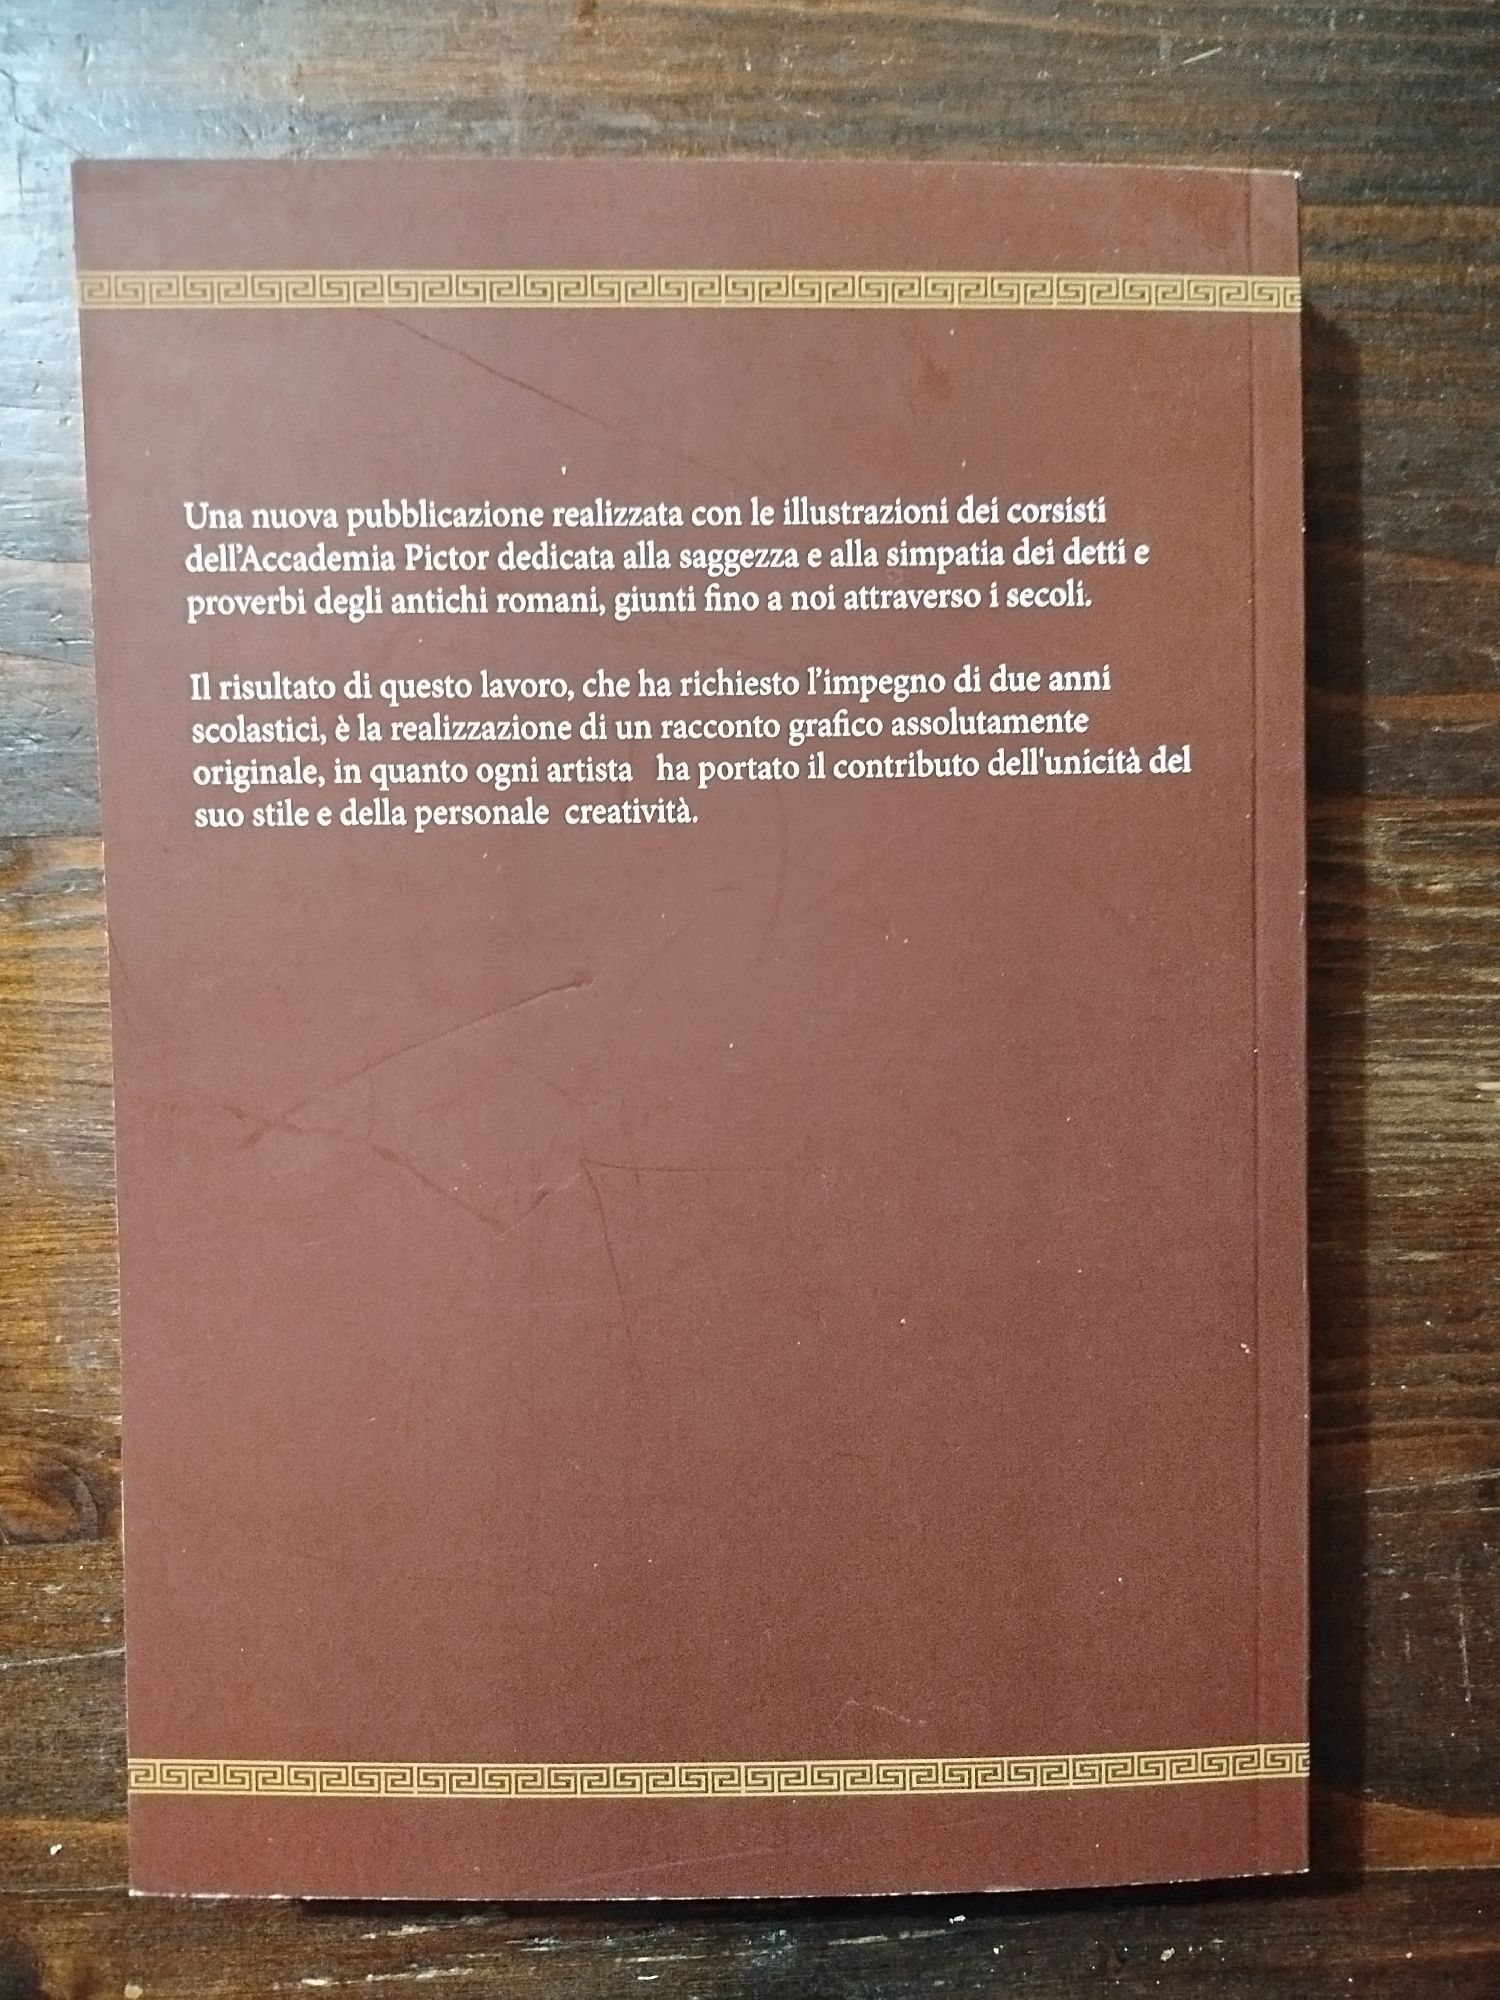 Una nuova pubblicazione realizzata con le illustrazioni dei corsisti
dell’Accademia Pictor dedicata alla saggezza e alla simpatia dei detti e
proverbi degli antichi romani, giunti fino a noi attraverso i secoli.
Il risultato di questo lavoro, che ha richiesto l’impegno di due anni
scolastici, è la realizzazione di un racconto grafico assolutamente
originale, in quanto ogni artista ha portato il contributo dell'unicità del
suo stile e della personale creatività.